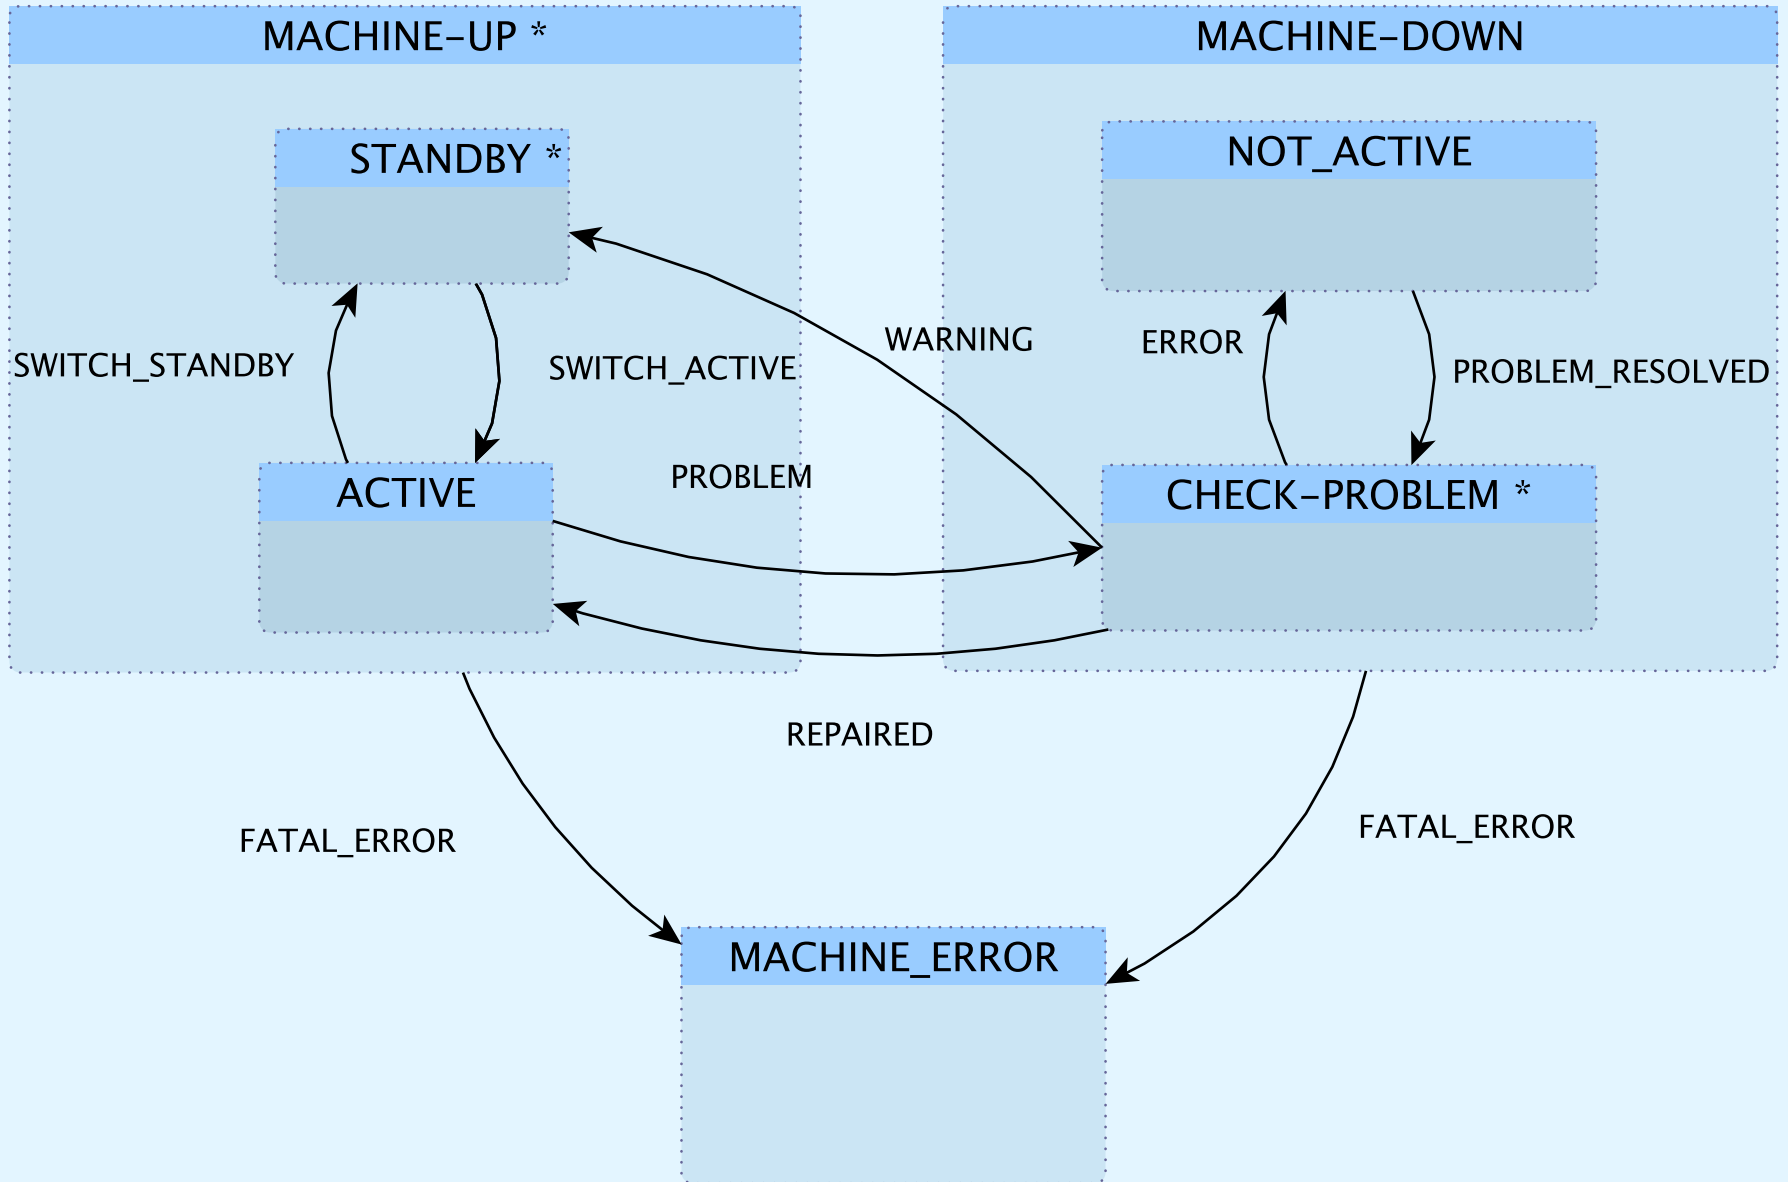 MACHINE-UP *
MACHINE-DOWN
STANDBY *
NOT_ACTIVE
WARNING
ERROR
SWITCH_STANDBY
SWITCH_ACTIVE
PROBLEM_RESOLVED
PROBLEM
ACTIVE
CHECK-PROBLEM *
REPAIRED
FATAL_ERROR
FATAL_ERROR
MACHINE_ERROR